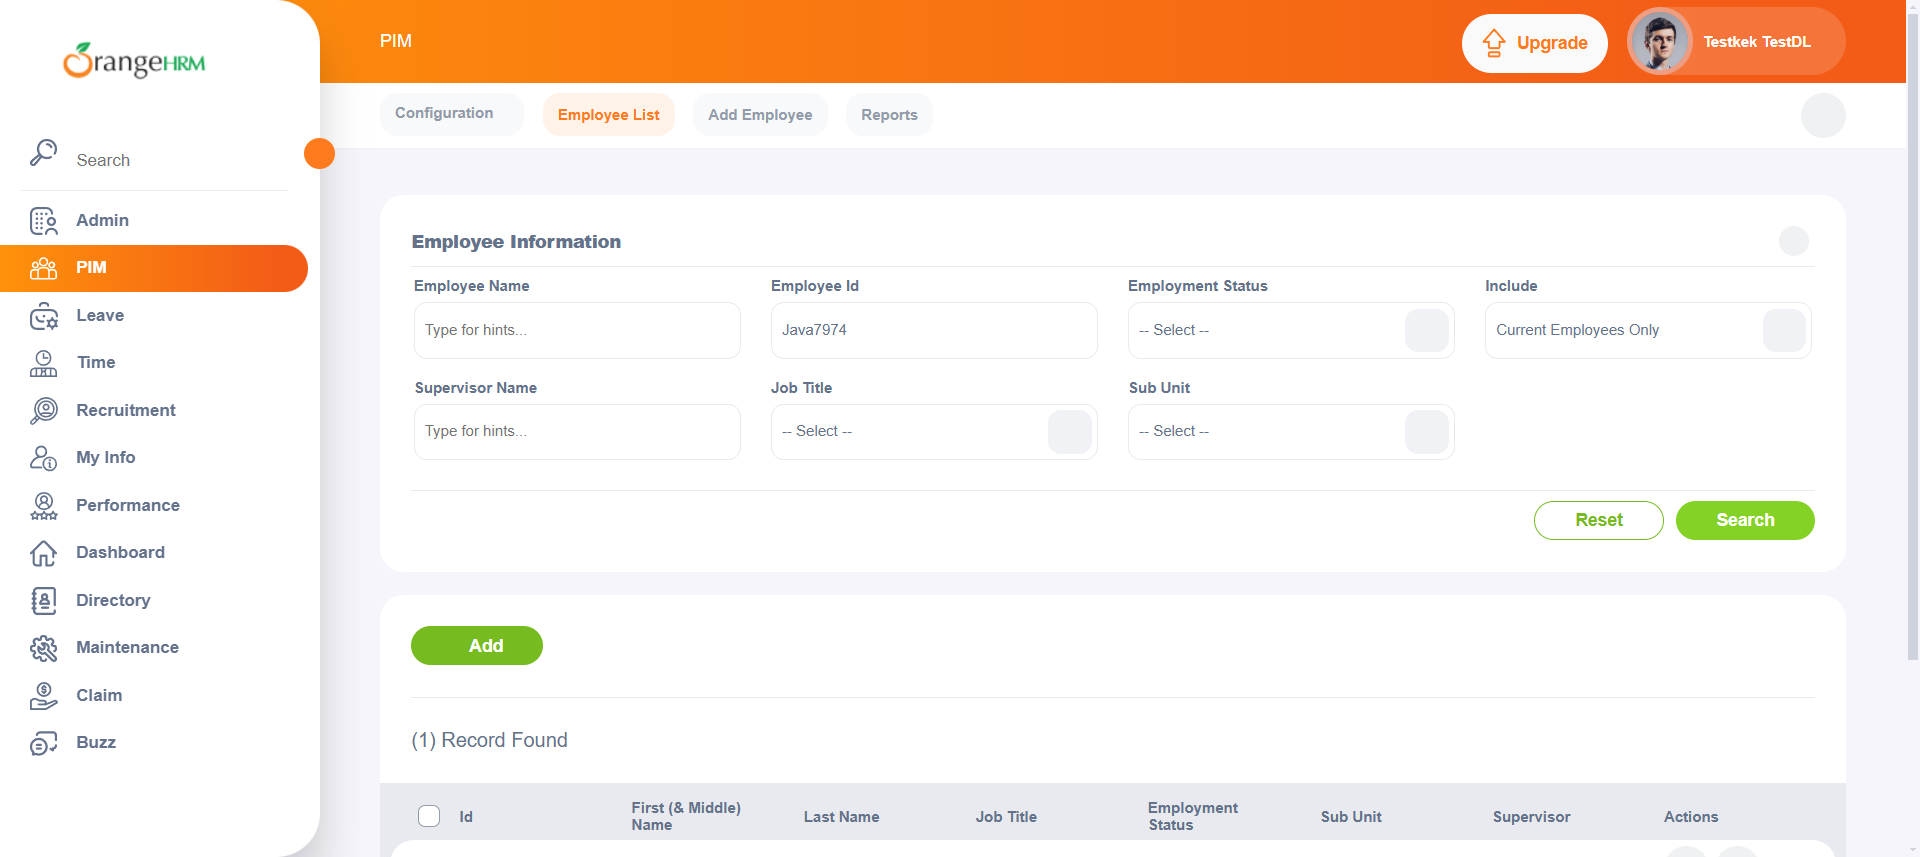 OrangeHRM
PIM
Upgrade
Testkek TestDL
Configuration
Employee List
Add Employee
Reports
Search
Admin
PIM
Leave
Time
Recruitment
My Info
Performance
Dashboard
Directory
Maintenance
Claim
Buzz
Employee Information
Employee Name
Employee Id
Employment Status
Include
Type for hints...
Java7974
-- Select --
Current Employees Only
Supervisor Name
Job Title
Sub Unit
Type for hints...
-- Select --
-- Select --
Reset
Search
Add
(1) Record Found
Id
First (& Middle)
Name
Last Name
Job Title
Employment
Status
Sub Unit
Supervisor
Actions